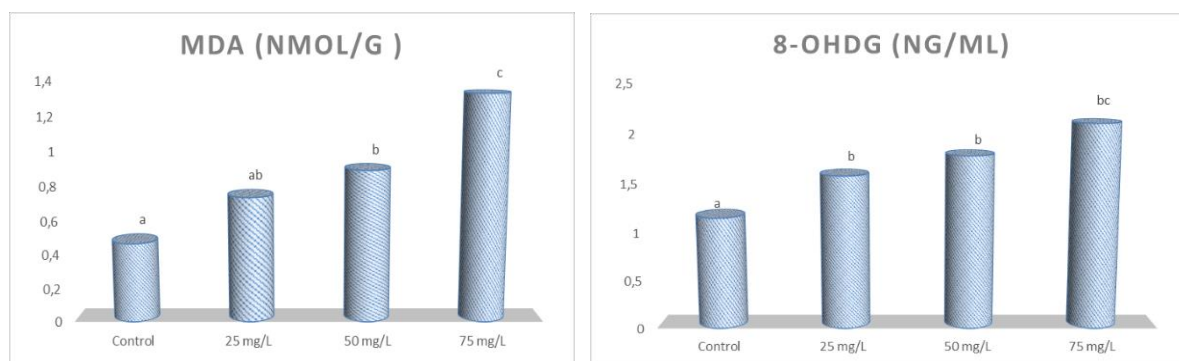 MDA (NMOL/G )
1,4
1,2
1
0,8
0,6
0,4
0,2
0
a
ab
b
c
Control
25 mg/L
50 mg/L
75 mg/L
8-OHDG (NG/ML)
2,5
2
1,5
1
0,5
0
a
b
b
bc
Control
25 mg/L
50 mg/L
75 mg/L